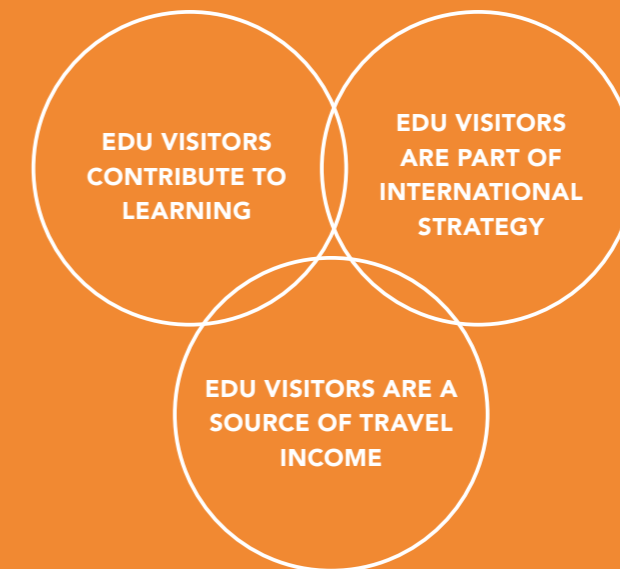 EDU VISITORS
CONTRIBUTE TO
LEARNING
EDU VISITORS
ARE PART OF
INTERNATIONAL
STRATEGY
EDU VISITORS ARE A
SOURCE OF TRAVEL
INCOME